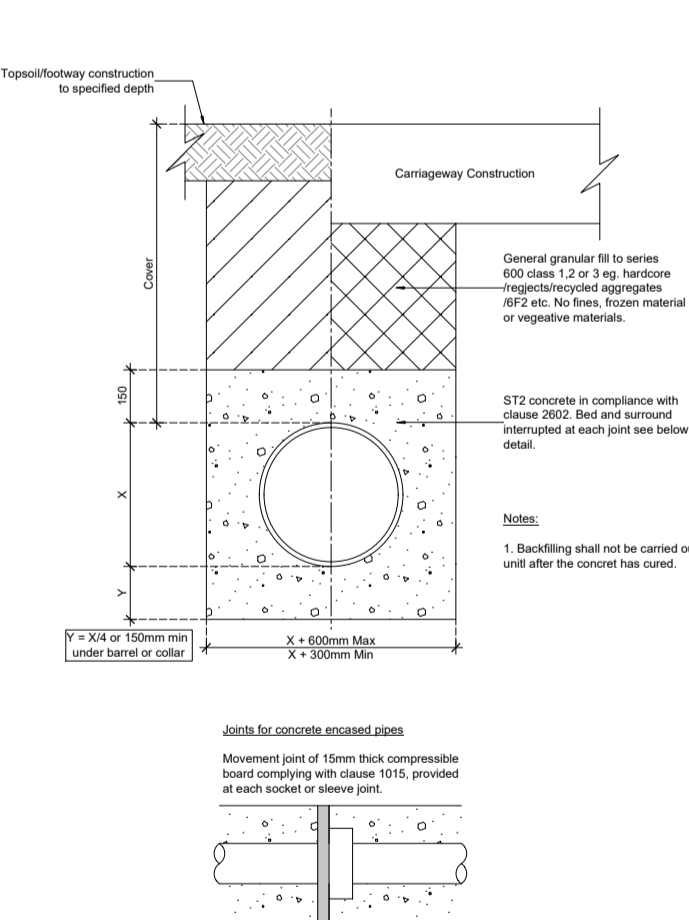 Topsoil/footway construction
to specified depth
Carriageway Construction
Cover
General granular fill to series
600 class 1,2 or 3 eg. hardcore
/regjects/recycled aggregates
/6F2 etc. No fines, frozen material
or vegeative materials.
150
ST2 concrete in compliance with
clause 2602. Bed and surround
interrupted at each joint see below
detail.
X
Notes:
1. Backfilling shall not be carried
unitl after the concret has cured.
Y
Y = X/4 or 150mm min
under barrel or collar
X + 600mm Max
X + 300mm Min
Joints for concrete encased pipes
Movement joint of 15mm thick compressible
board complying with clause 1015, provided
at each socket or sleeve joint.